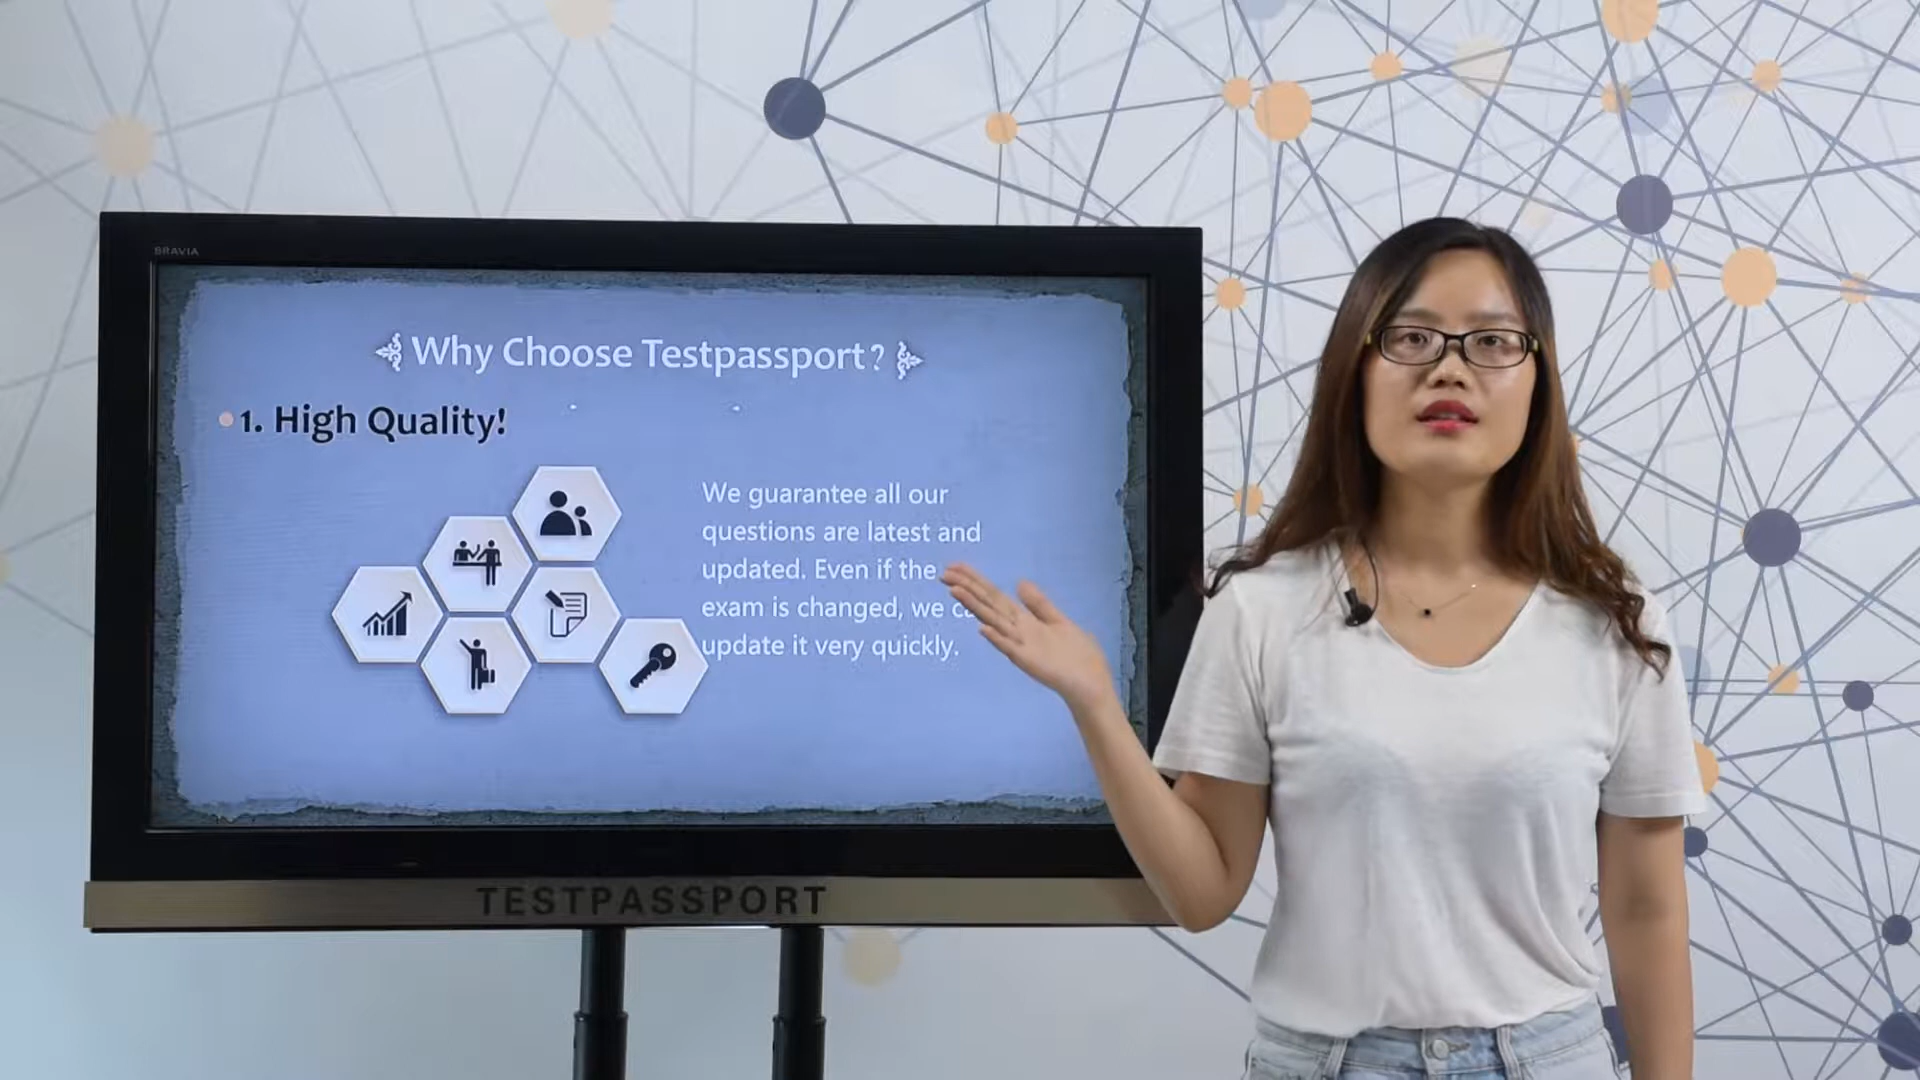 BRAVIA
Why Choose Testpassport?
1. High Quality!
We guarantee all our
questions are latest and
updated. Even if the
exam is changed, we
update it very quickly.
TESTPASSPORT